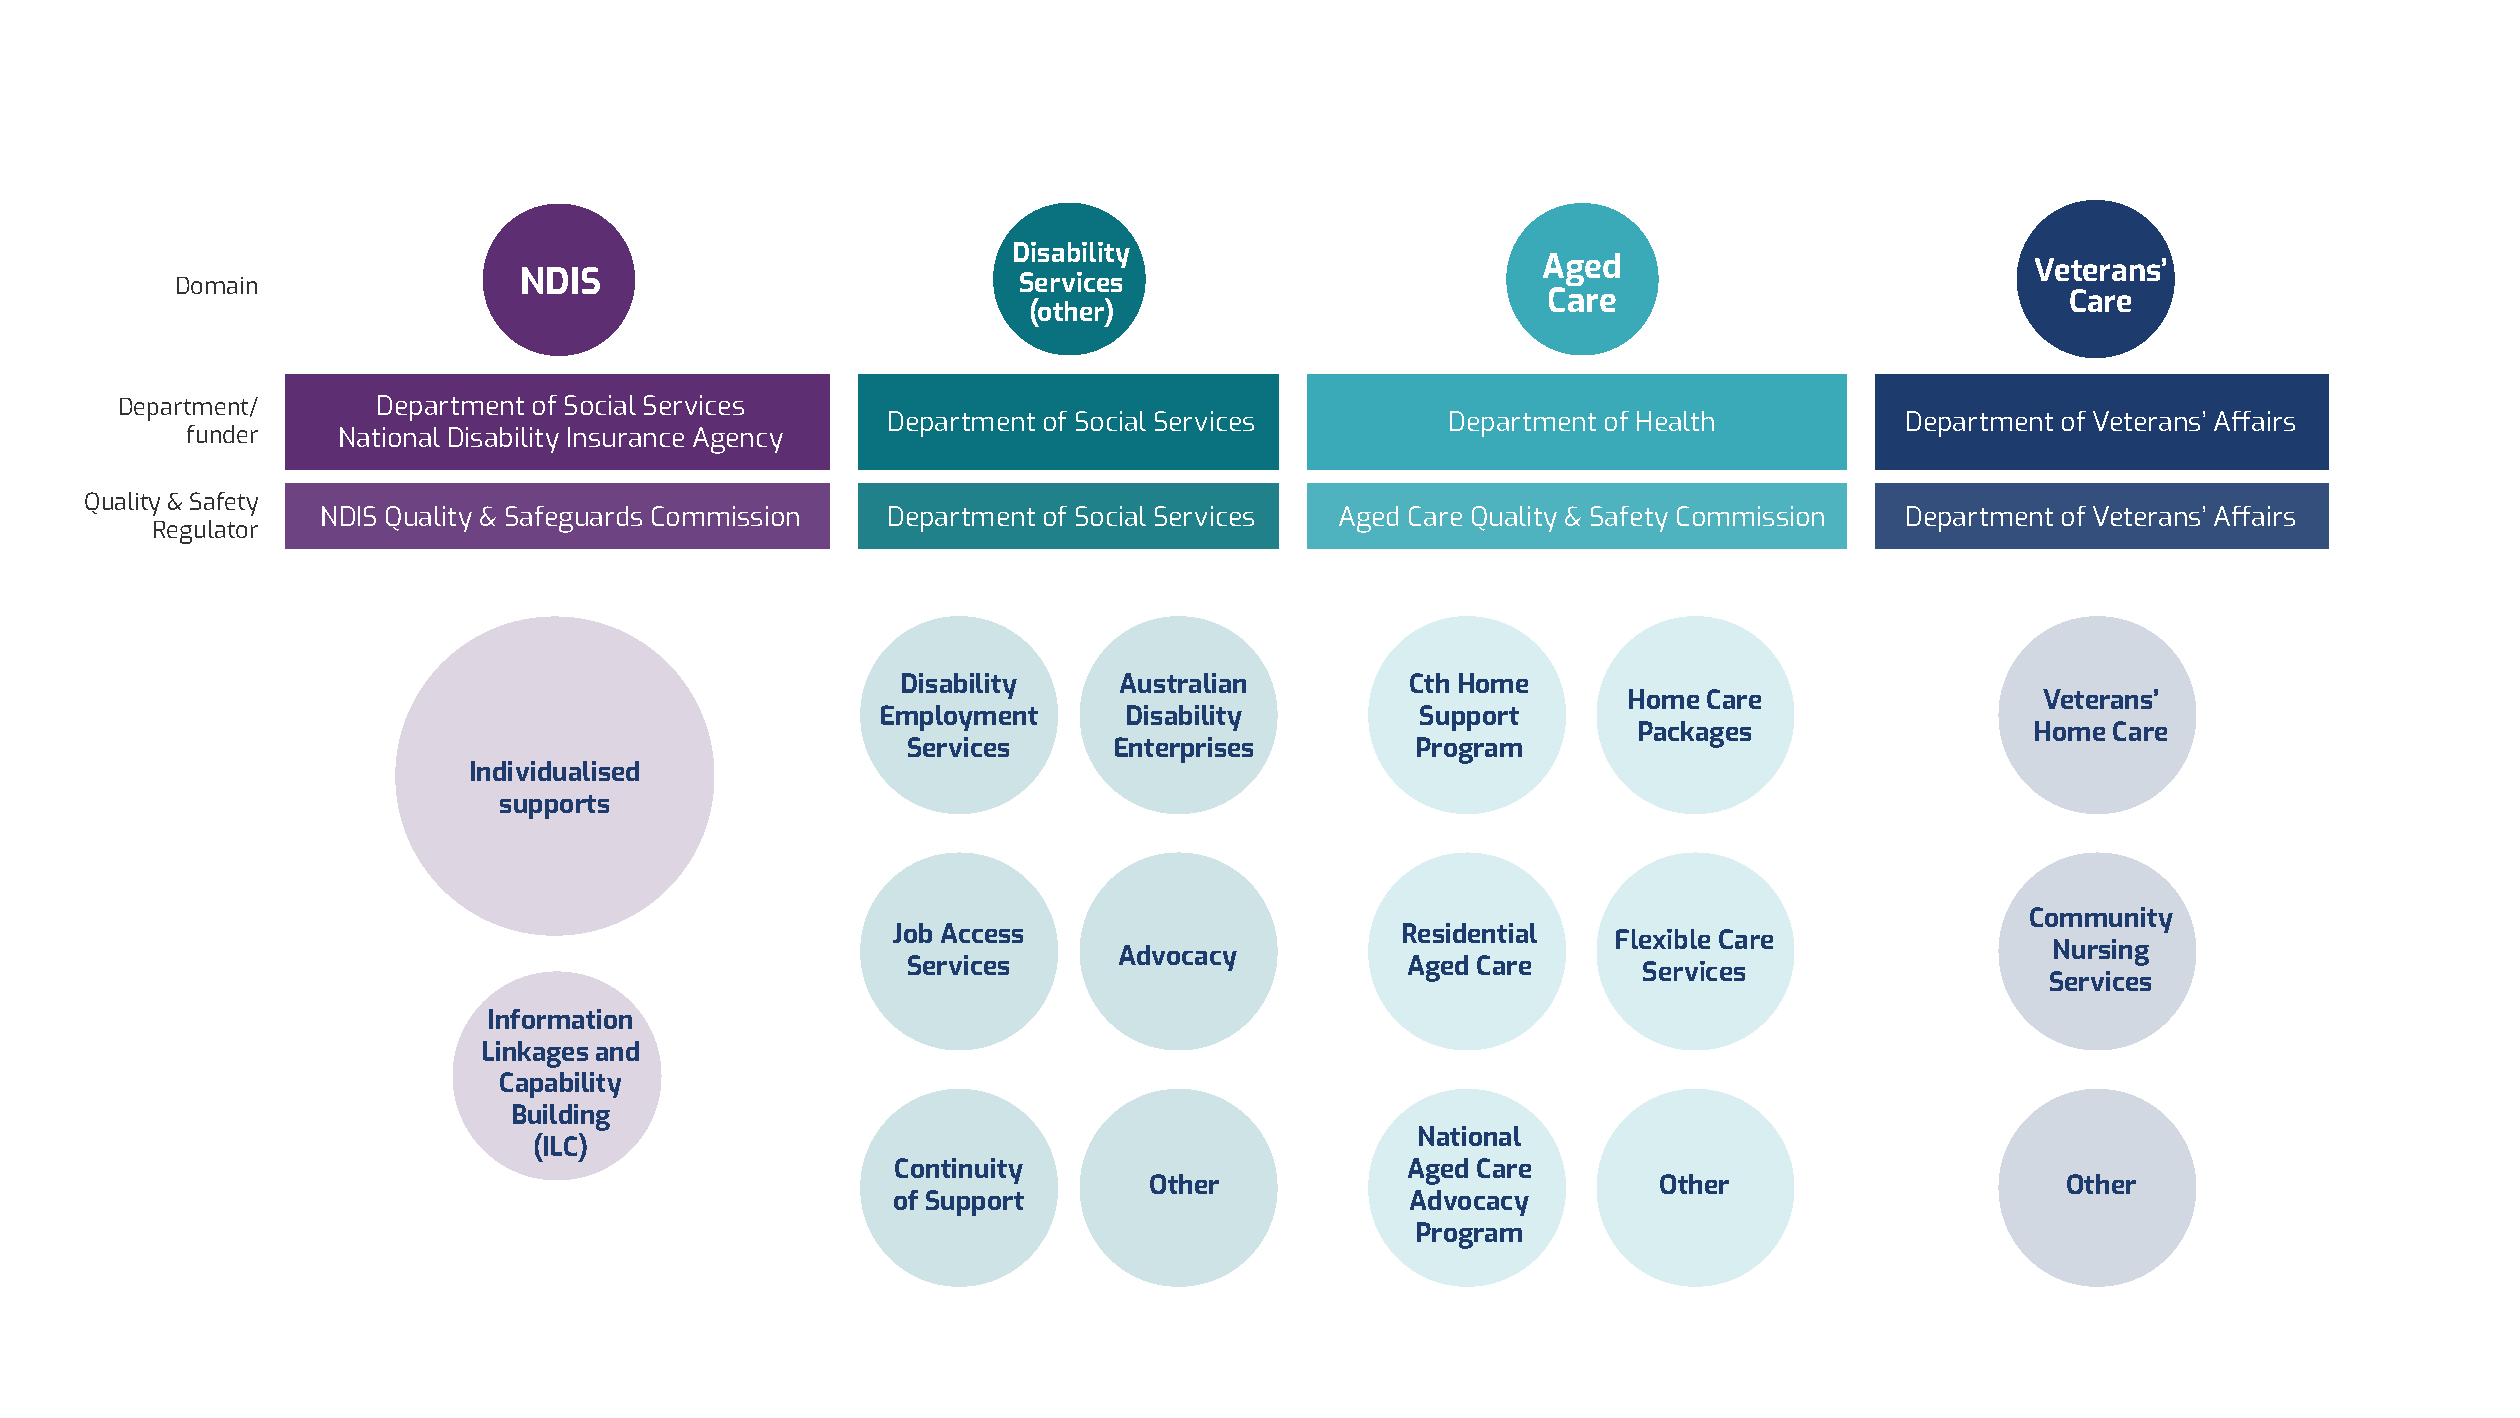 Domain
NDIS
Disability
Services
(other)
Aged
Care
Veterans’
Care
Department/
funder
Department of Social Services
National Disability Insurance Agency
Department of Social Services
Department of Health
Department of Veterans’ Affairs
Quality & Safety
Regulator
NDIS Quality & Safeguards Commission
Department of Social Services
Aged Care Quality & Safety Commission
Department of Veterans’ Affairs
Individualised
supports
Information
Linkages and
Capability
Building
(ILC)
Disability
Employment
Services
Australian
Disability
Enterprises
Job Access
Services
Advocacy
Continuity
of Support
Other
Cth Home
Support
Program
Home Care
Packages
Residential
Aged Care
Flexible Care
Services
National
Aged Care
Advocacy
Program
Other
Veterans’
Home Care
Community
Nursing
Services
Other